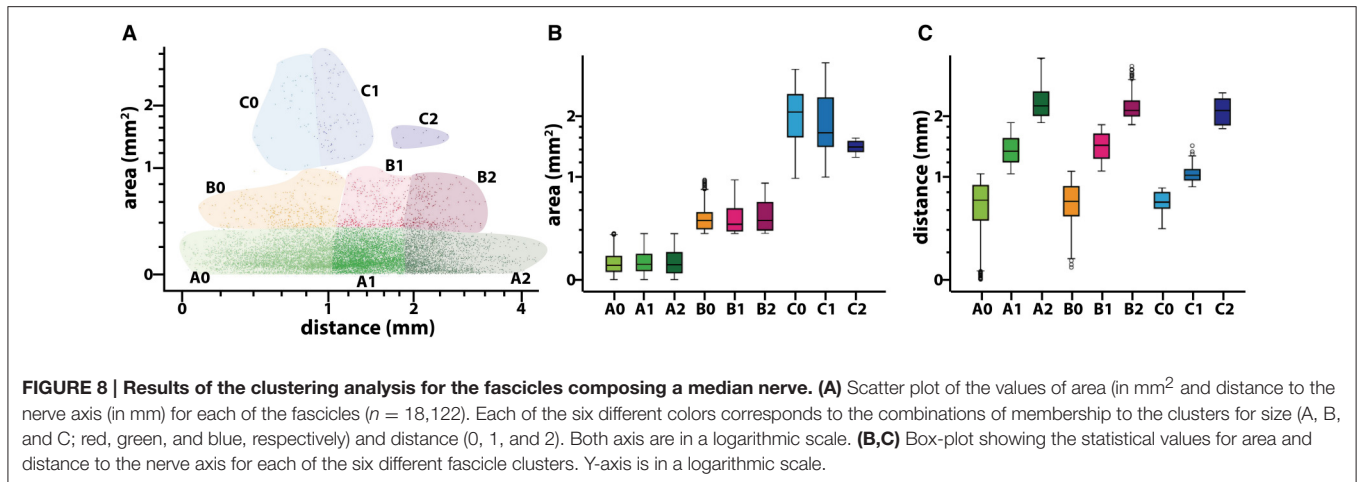 A
area (mm²)
2
1
0
C0
C1
C2
B0
B1
B2
A0
A1
A2
0
1
2
4
distance (mm)
B
area (mm²)
2
1
0
A0 A1 A2 B0 B1 B2 C0 C1 C2
C
distance (mm)
2
1
0
A0 A1 A2 B0 B1 B2 C0 C1 C2
FIGURE 8 | Results of the clustering analysis for the fascicles composing a median nerve. (A) Scatter plot of the values of area (in mm² and distance to the
nerve axis (in mm) for each of the fascicles (n = 18,122). Each of the six different colors corresponds to the combinations of membership to the clusters for size (A, B,
and C; red, green, and blue, respectively) and distance (0, 1, and 2). Both axis are in a logarithmic scale. (B,C) Box-plot showing the statistical values for area and
distance to the nerve axis for each of the six different fascicle clusters. Y-axis is in a logarithmic scale.